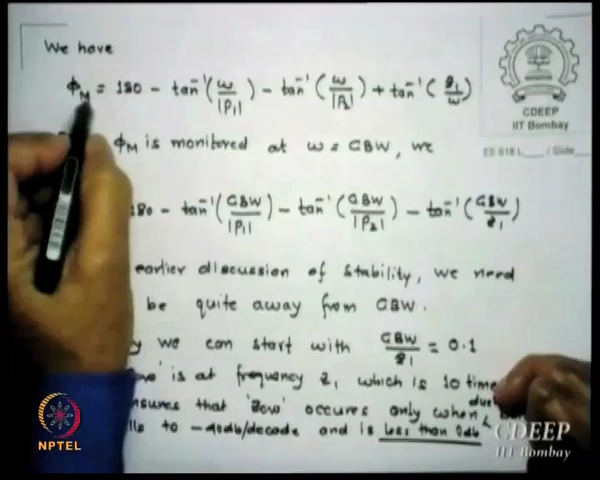 We have
ΦM = 180 - tan⁻¹(ω/|P1|) - tan⁻¹(ω/|P2|) + tan⁻¹(z1/ω)
ΦM is monitored at ω = GBW, we
180 - tan⁻¹(GBW/|P1|) - tan⁻¹(GBW/|P2|) - tan⁻¹(GBW/z1)
earlier discussion of stability, we need
be quite away from GBW.
we can start with GBW/z1 = 0.1
is at frequency z1 which is 10 time
that 'zero' occures only when
to -40db/decade and is less than 0db
CDEEP
IIT Bombay
EE 618 L___ / Slide
NPTEL
CDEEP
IIT Bombay